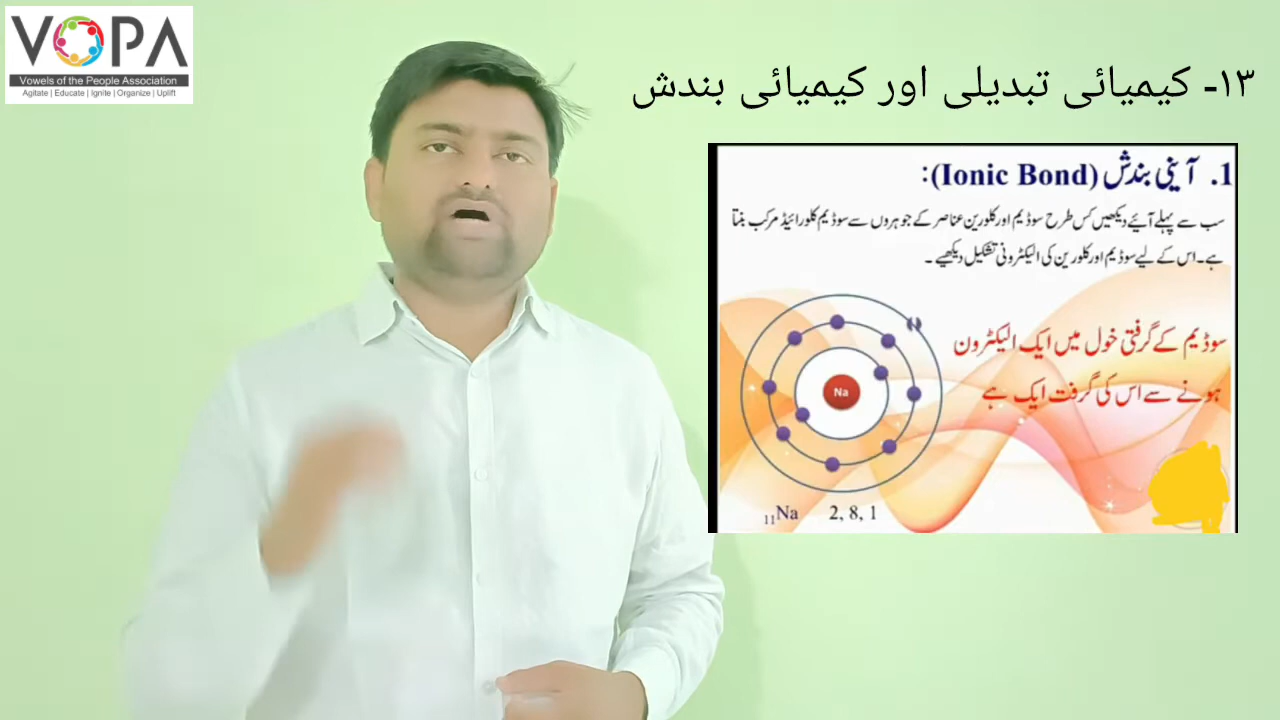 VOPA
Vowels of the People Association
Agitate | Educate | Ignite | Organize | Uplift
۱۳- کیمیائی تبدیلی اور کیمیائی بندش
1. آینی بندش (Ionic Bond):
سب سے پہلے آئیے دیکھیں کس طرح سوڈیم اور کلورین عناصر کے جوہروں سے سوڈیم کلورائیڈ مرکب بنتا
ہے۔ اس کے لیے سوڈیم اور کلورین کی الیکٹرونی تشکیل دیکھیے ۔
سوڈیم کے گرفتی خول میں ایک الیکٹرون
ہونے سے اس کی گرفت ایک ہے
Na
₁₁Na 2, 8, 1